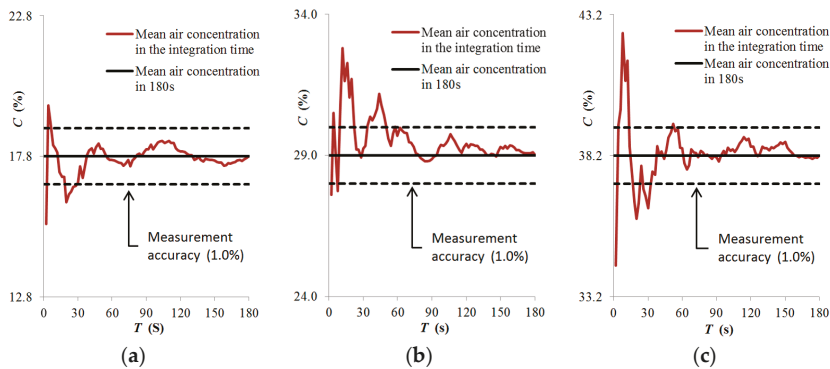 22.8
17.8
12.8
C (%)
Mean air concentration
in the integration time
Mean air concentration
in 180s
Measurement
accuracy (1.0%)
0 30 60 90 120 150 180
T (S)
(a)
34.0
29.0
24.0
C (%)
Mean air concentration
in the integration time
Mean air concentration
in 180s
Measurement
accuracy (1.0%)
0 30 60 90 120 150 180
T (s)
(b)
43.2
38.2
33.2
C (%)
Mean air concentration
in the integration time
Mean air concentration
in 180s
Measurement
accuracy (1.0%)
0 30 60 90 120 150 180
T (s)
(c)